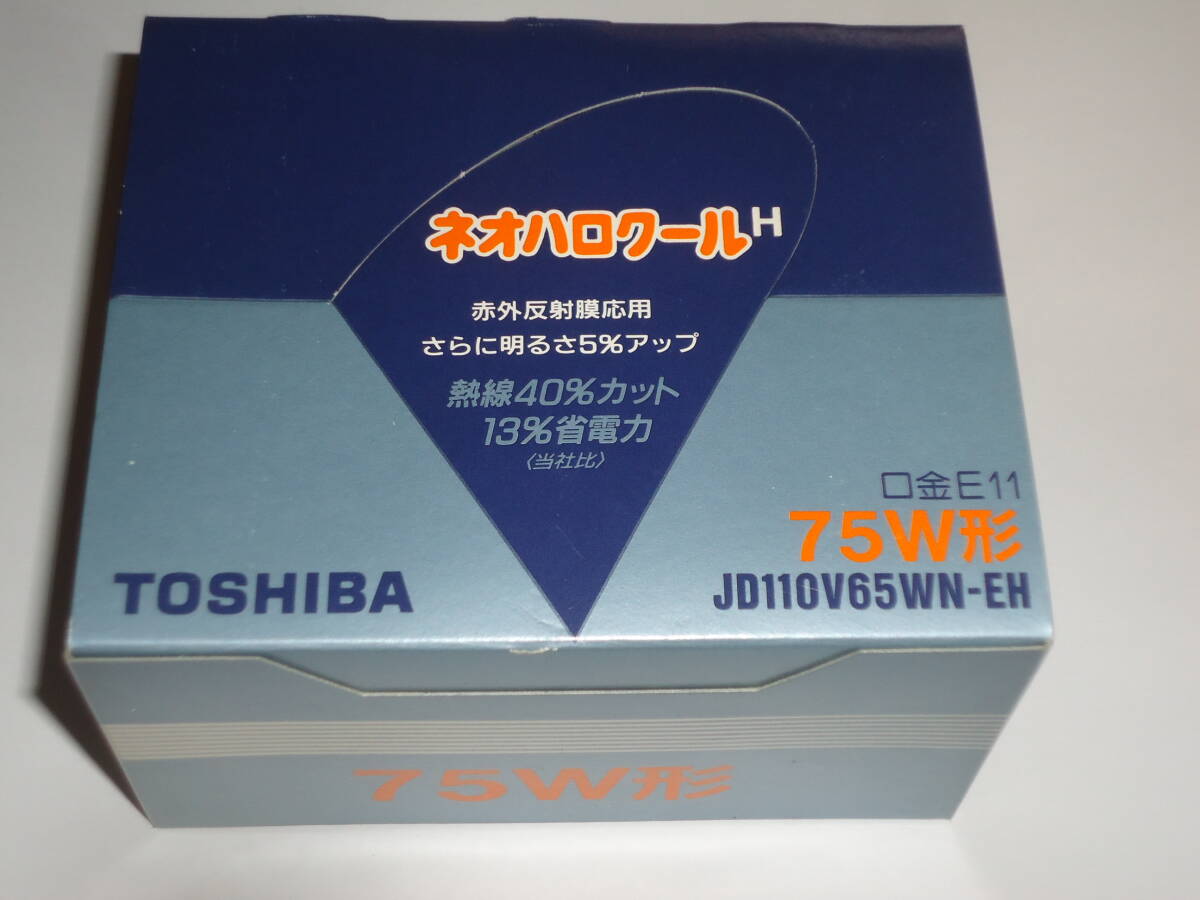 ネオハロクールH
赤外反射膜応用
さらに明るさ5%アップ
熱線40%カット
13%省電力
〈当社比〉
口金E11
75W形
TOSHIBA
JD110V65WN-EH
75W形